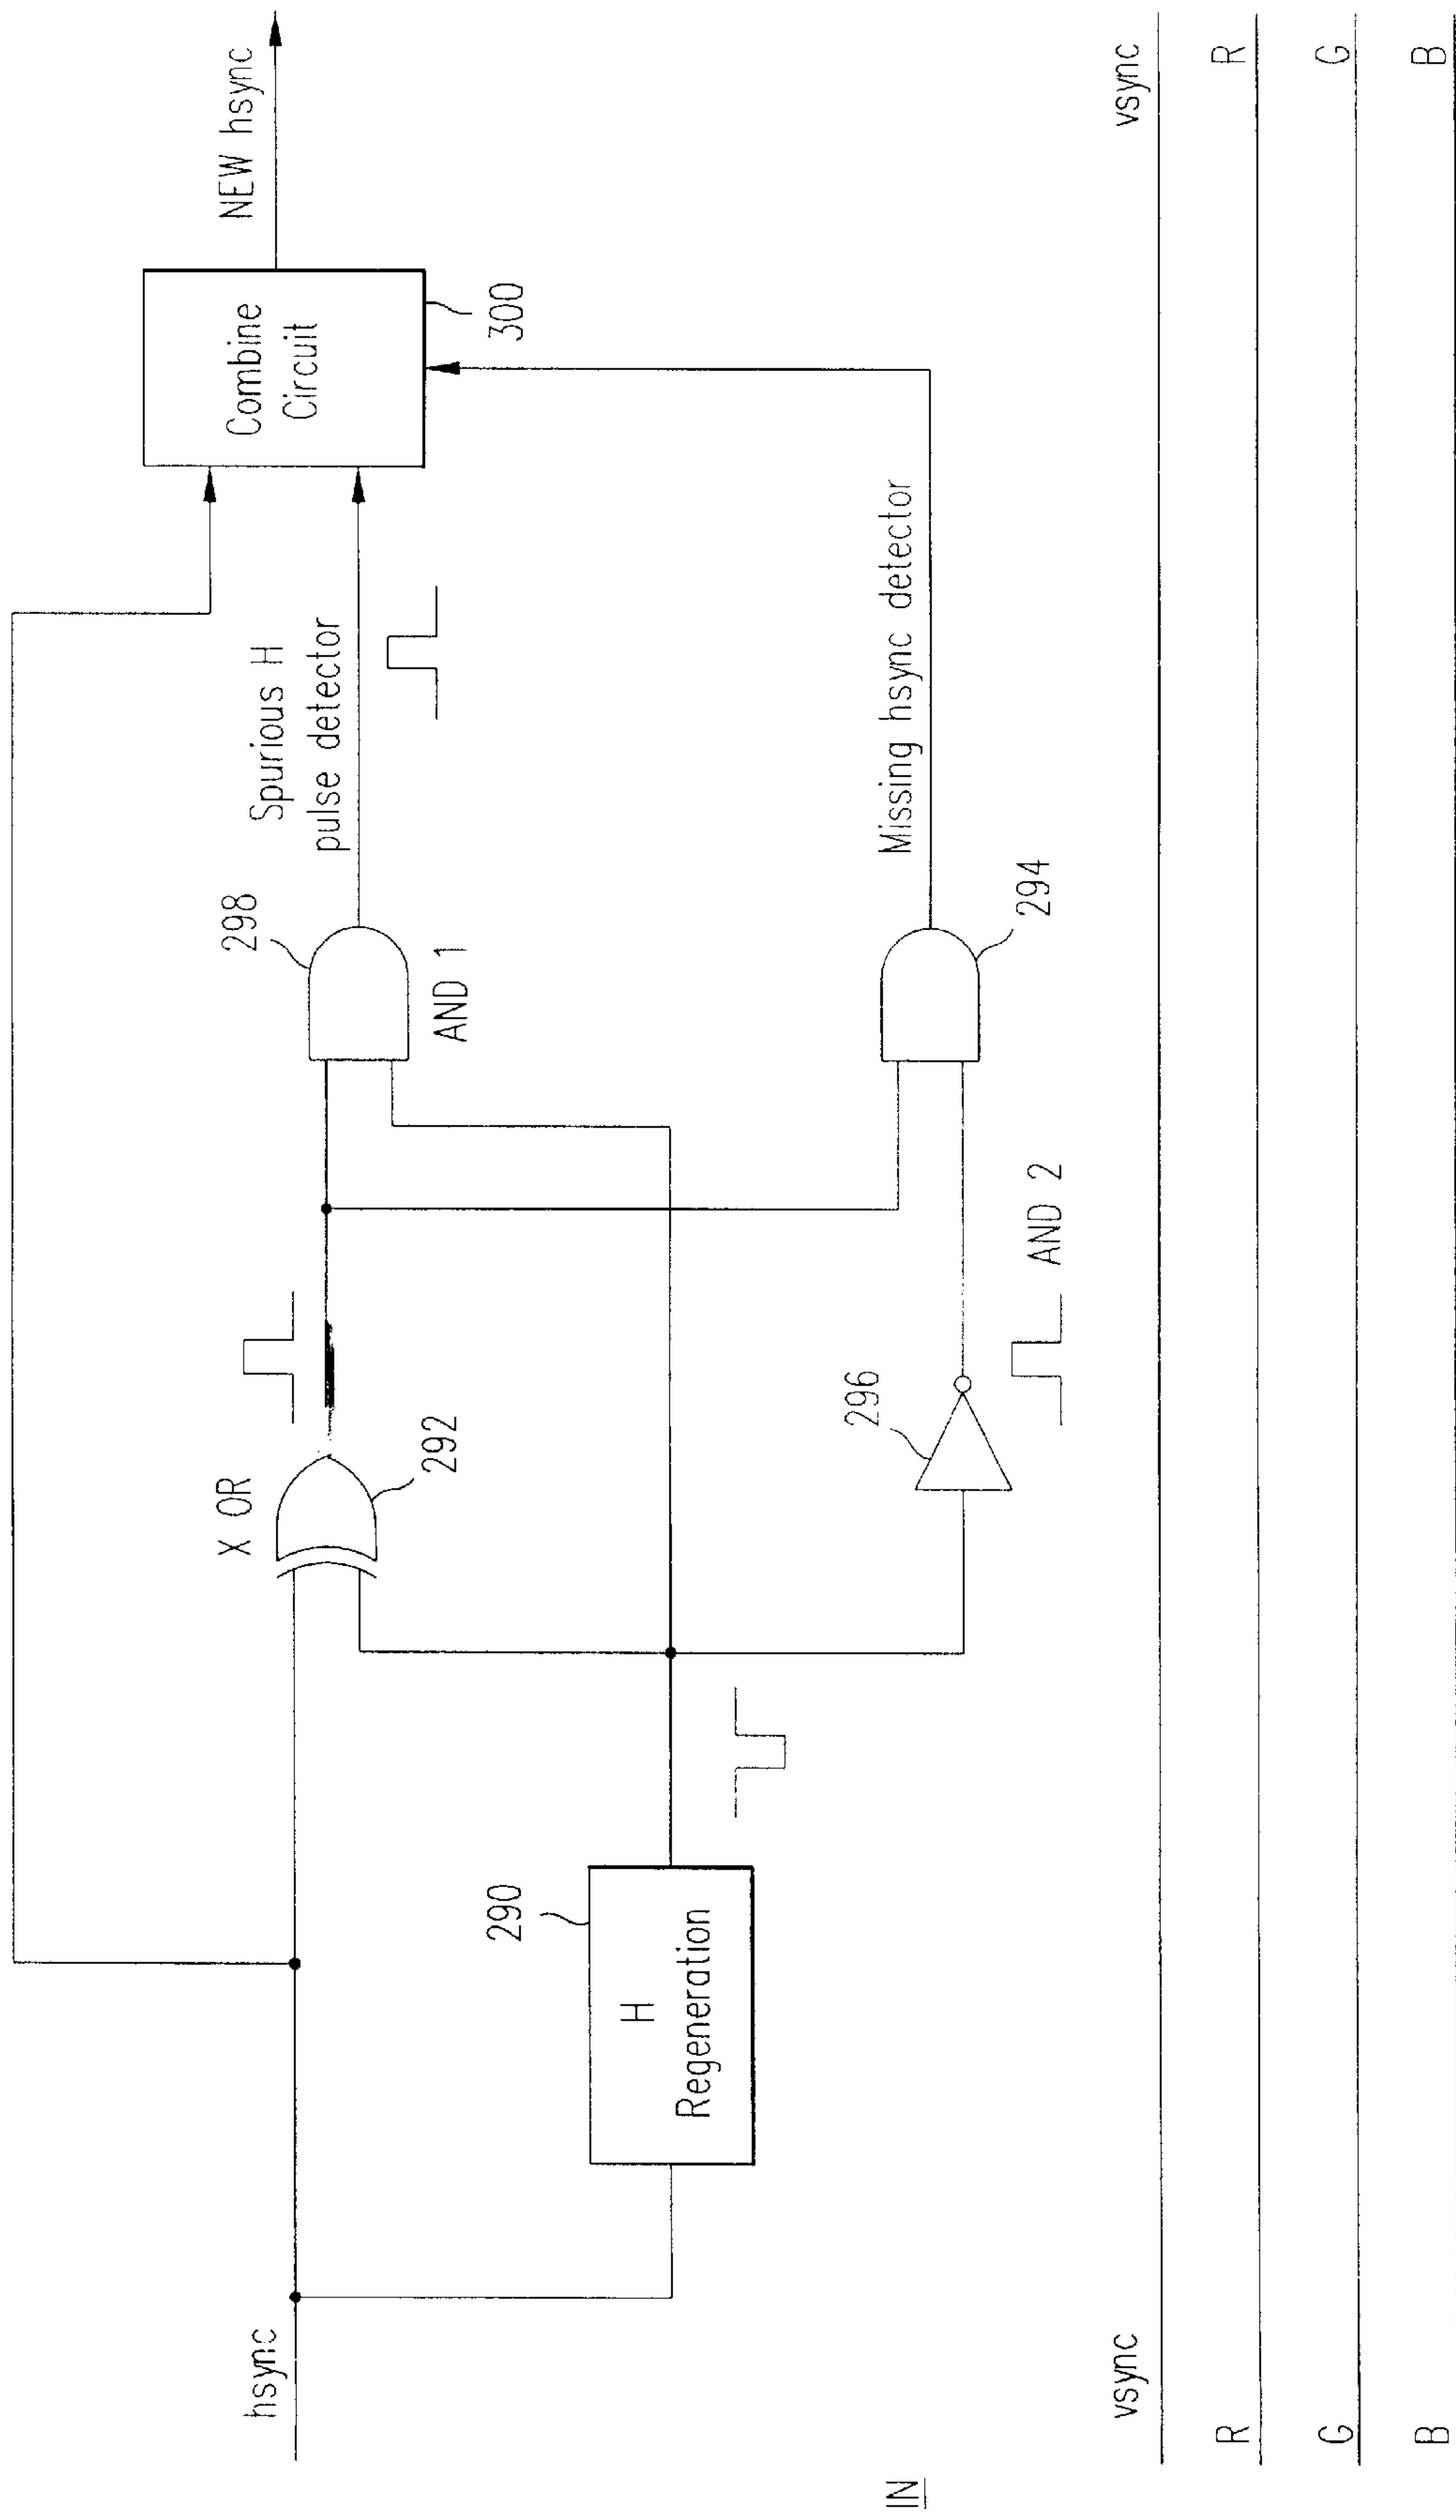 hsync
H
Regeneration
290
X OR
292
296
AND 2
298
AND 1
294
Spurious H
pulse detector
Missing hsync detector
Combine
Circuit
300
NEW hsync
IN
vsync
vsync
R
R
G
G
B
B